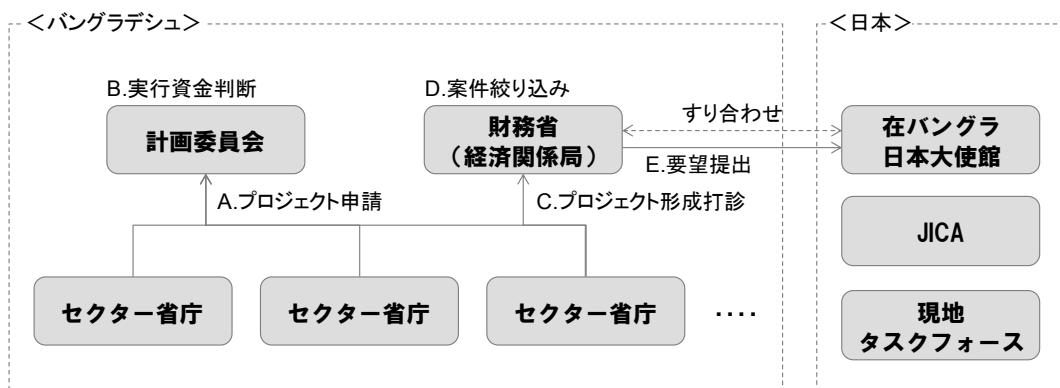 ＜バングラデシュ＞
＜日本＞
B.実行資金判断
D.案件絞り込み
計画委員会
財務省
（経済関係局）
すり合わせ
E.要望提出
在バングラ
日本大使館
A.プロジェクト申請
C.プロジェクト形成打診
JICA
セクター省庁
セクター省庁
セクター省庁
‥‥
現地
タスクフォース